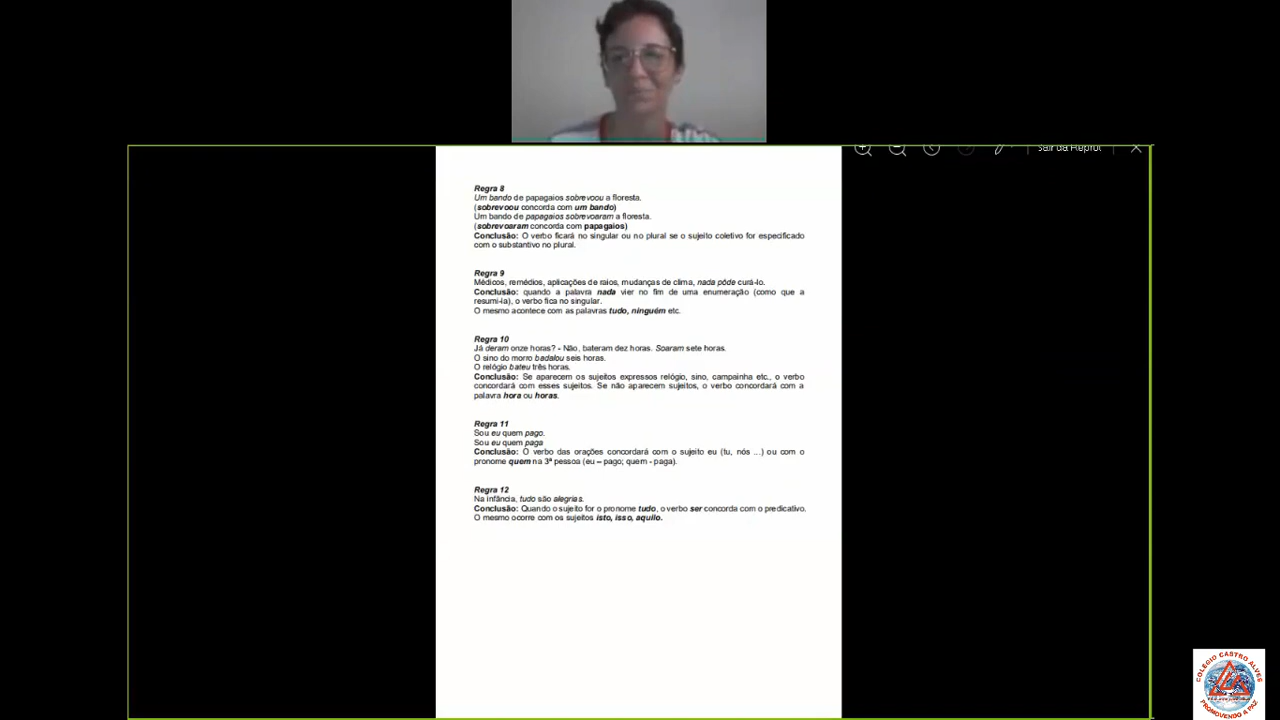 Sair da Reprod
Regra 8
Um bando de papagaios sobrevoou a floresta.
(sobrevoou concorda com um bando)
Um bando de papagaios sobrevoaram a floresta.
(sobrevoaram concorda com papagaios)
Conclusão: O verbo ficará no singular ou no plural se o sujeito coletivo for especificado
com o substantivo no plural.
Regra 9
Médicos, remédios, aplicações de raios, mudanças de clima, nada pôde curá-lo.
Conclusão: quando a palavra nada vier no fim de uma enumeração (como que a
resumi-la), o verbo fica no singular.
O mesmo acontece com as palavras tudo, ninguém etc.
Regra 10
Já deram onze horas? - Não, bateram dez horas. Soaram sete horas.
O sino do morro badalou seis horas.
O relógio bateu três horas.
Conclusão: Se aparecem os sujeitos expressos relógio, sino, campainha etc., o verbo
concordará com esses sujeitos. Se não aparecem sujeitos, o verbo concordará com a
palavra hora ou horas.
Regra 11
Sou eu quem pago.
Sou eu quem paga
Conclusão: O verbo das orações concordará com o sujeito eu (tu, nós ...) ou com o
pronome quem na 3ª pessoa (eu – pago; quem - paga).
Regra 12
Na infância, tudo são alegrias.
Conclusão: Quando o sujeito for o pronome tudo, o verbo ser concorda com o predicativo.
O mesmo ocorre com os sujeitos isto, isso, aquilo.
COLÉGIO CASTRO ALVES
PROMOVENDO A PAZ